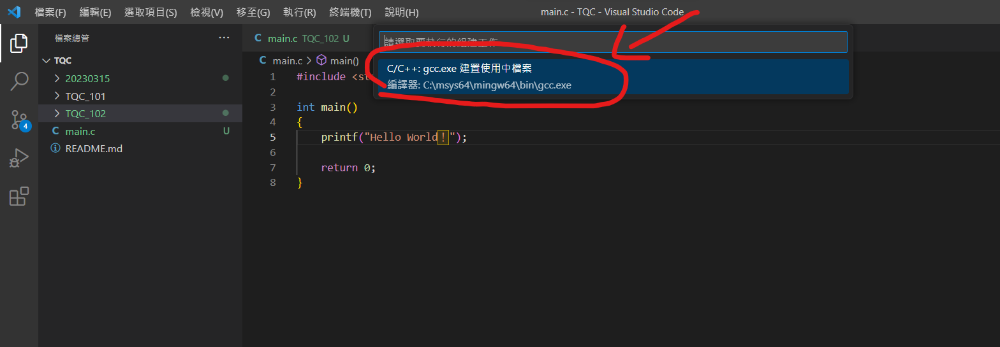 檔案(F) 編輯(E) 選取項目(S) 檢視(V) 移至(G) 執行(R) 終端機(T) 說明(H) main.c - TQC - Visual Studio Code
檔案總管 ···
TQC
20230315
TQC_101
TQC_102
C main.c U
README.md
4
C main.c TQC_102 U
請選取要執行的組建工作
C/C++: gcc.exe 建置使用中檔案
編譯器: C:\msys64\mingw64\bin\gcc.exe
C main.c > main()
1 #include <st
2
3 int main()
4 {
5 printf("Hello World！");
6
7 return 0;
8 }